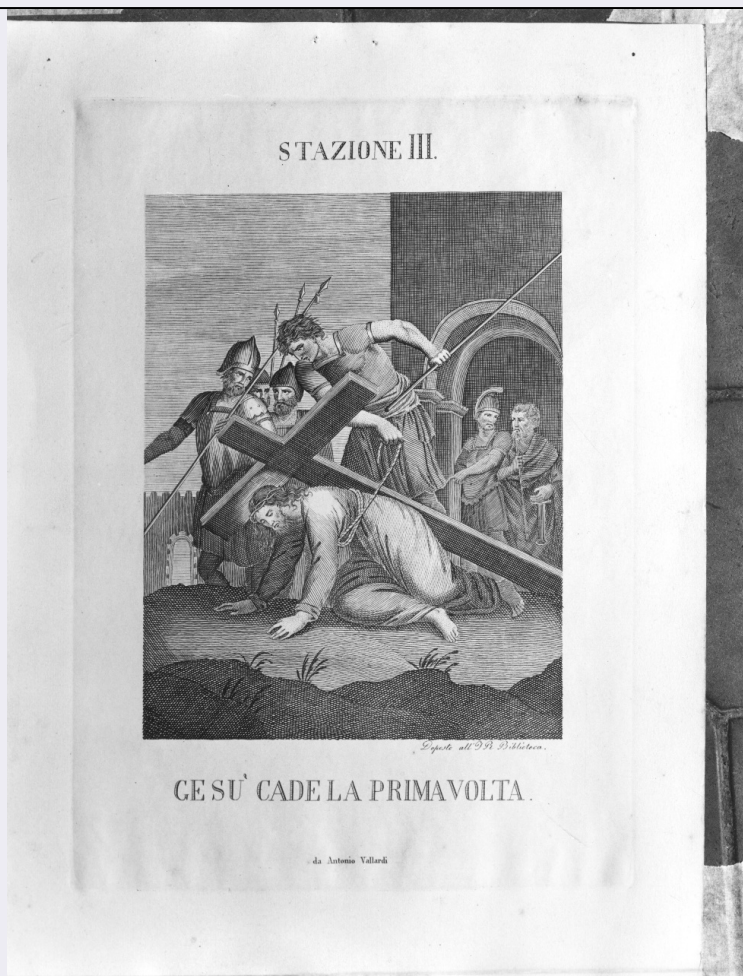 STAZIONE III.
Deposto all' I. R. Biblioteca.
GESU' CADE LA PRIMA VOLTA.
da Antonio Vallardi